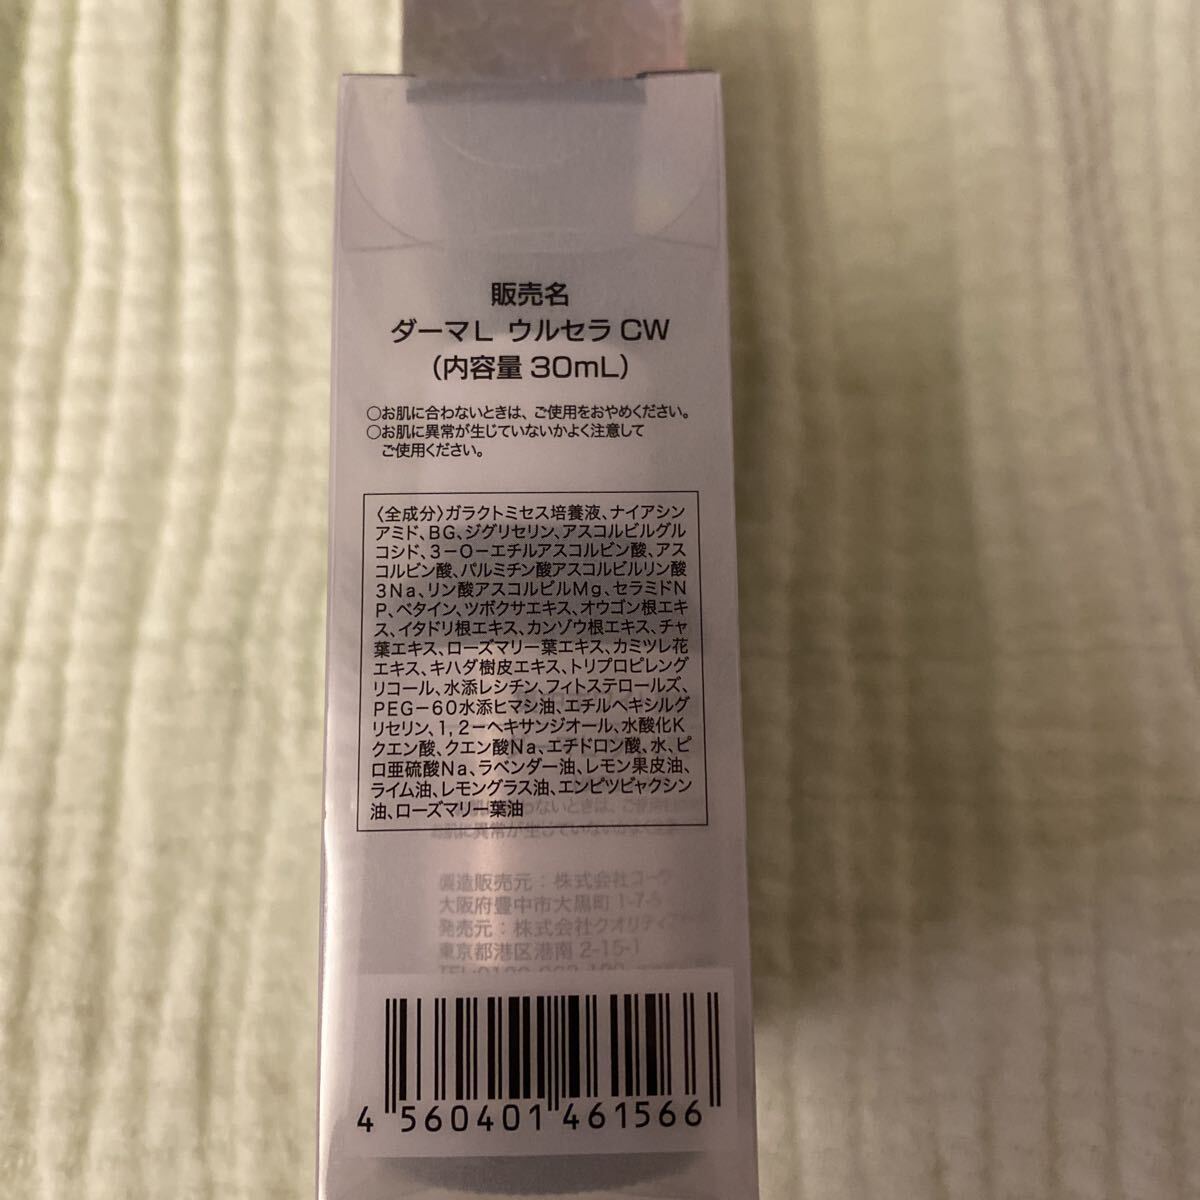 販売名
ダーマL ウルセラ CW
(内容量 30mL)
○お肌に合わないときは、ご使用をおやめください。
○お肌に異常が生じていないかよく注意して
ご使用ください。
〈全成分〉ガラクトミセス培養液、ナイアシン
アミド、BG、ジグリセリン、アスコルビルグル
コシド、3－O－エチルアスコルビン酸、アス
コルビン酸、パルミチン酸アスコルビルリン酸
3Na、リン酸アスコルビルMg、セラミドN
P、ベタイン、ツボクサエキス、オウゴン根エキ
ス、イタドリ根エキス、カンゾウ根エキス、チャ
葉エキス、ローズマリー葉エキス、カミツレ花
エキス、キハダ樹皮エキス、トリプロピレング
リコール、水添レシチン、フィトステロールズ、
PEG－60水添ヒマシ油、エチルヘキシルグ
リセリン、1,2－ヘキサンジオール、水酸化K
クエン酸、クエン酸Na、エチドロン酸、水、ピ
ロ亜硫酸Na、ラベンダー油、レモン果皮油、
ライム油、レモングラス油、エンピツビャクシン
油、ローズマリー葉油
お肌に異常が生じていないかよく注意
製造販売元：株式会社コーワ
大阪府豊中市大黒町 1-7-5
発売元：株式会社クオリティ
東京都港区港南 2-15-1
4 560401 461566